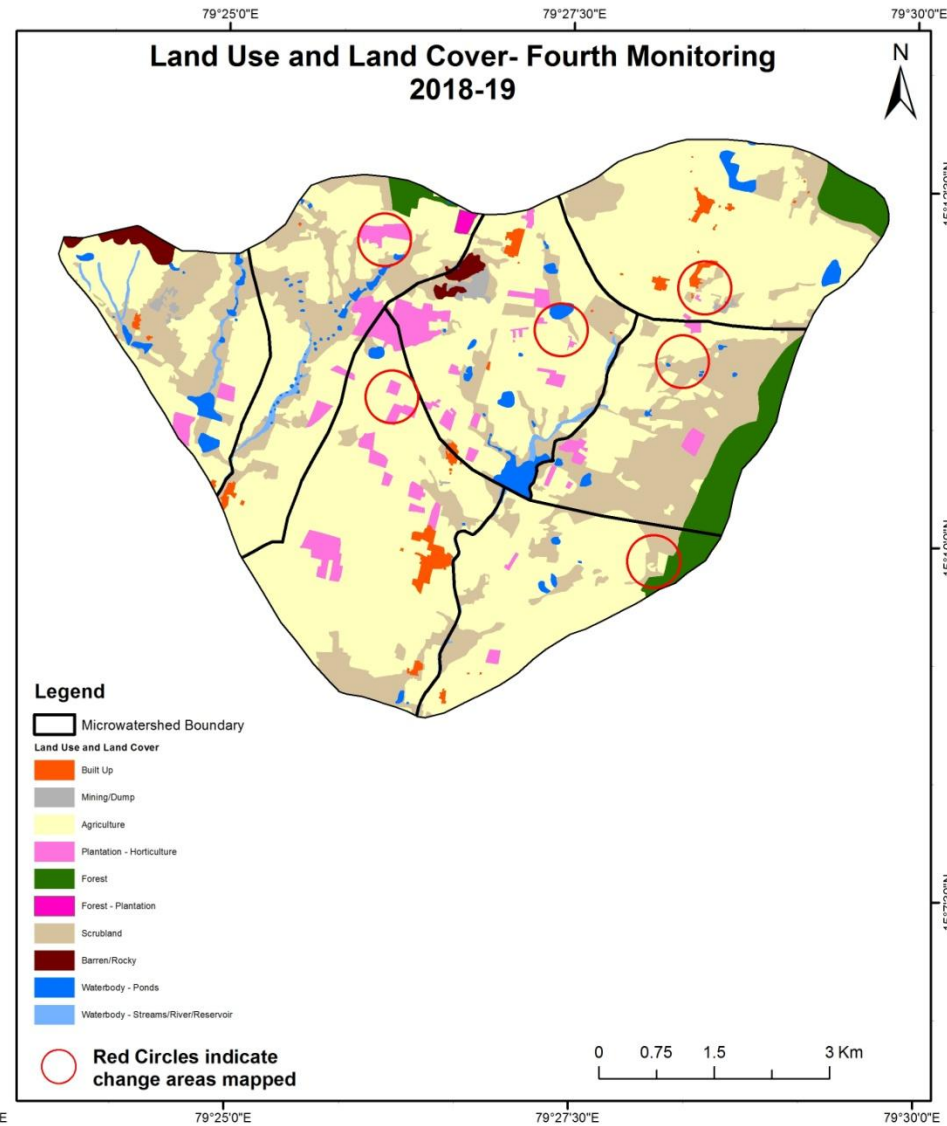 79°25'0"E
79°27'30"E
79°30'0"E
Land Use and Land Cover- Fourth Monitoring
2018-19
N
Legend
Microwatershed Boundary
Land Use and Land Cover
Built Up
Mining/Dump
Agriculture
Plantation - Horticulture
Forest
Forest - Plantation
Scrubland
Barren/Rocky
Waterbody - Ponds
Waterbody - Streams/River/Reservoir
Red Circles indicate
change areas mapped
0 0.75 1.5 3 Km
79°25'0"E
79°27'30"E
79°30'0"E